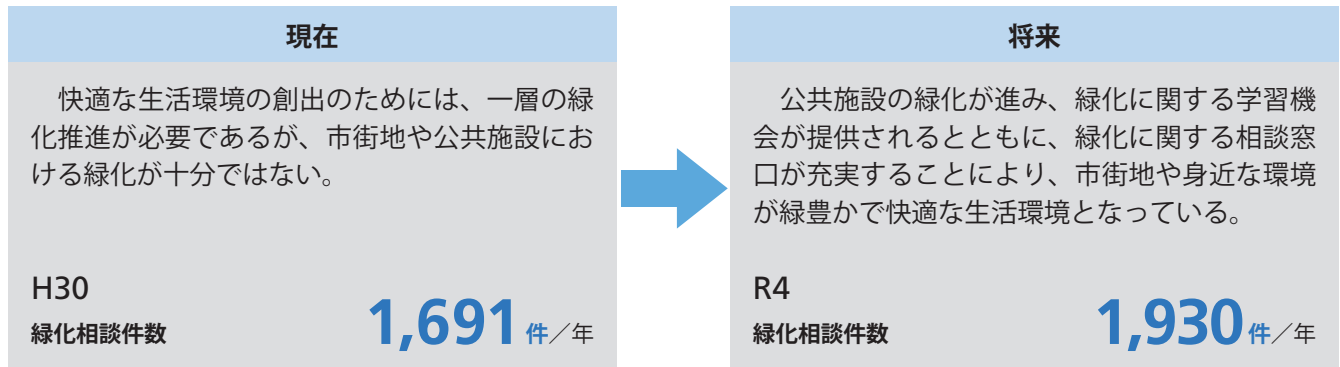 現在
快適な生活環境の創出のためには、一層の緑
化推進が必要であるが、市街地や公共施設にお
ける緑化が十分ではない。
H30
緑化相談件数 1,691件/年
将来
公共施設の緑化が進み、緑化に関する学習機
会が提供されるとともに、緑化に関する相談窓
口が充実することにより、市街地や身近な環境
が緑豊かで快適な生活環境となっている。
R4
緑化相談件数 1,930件/年